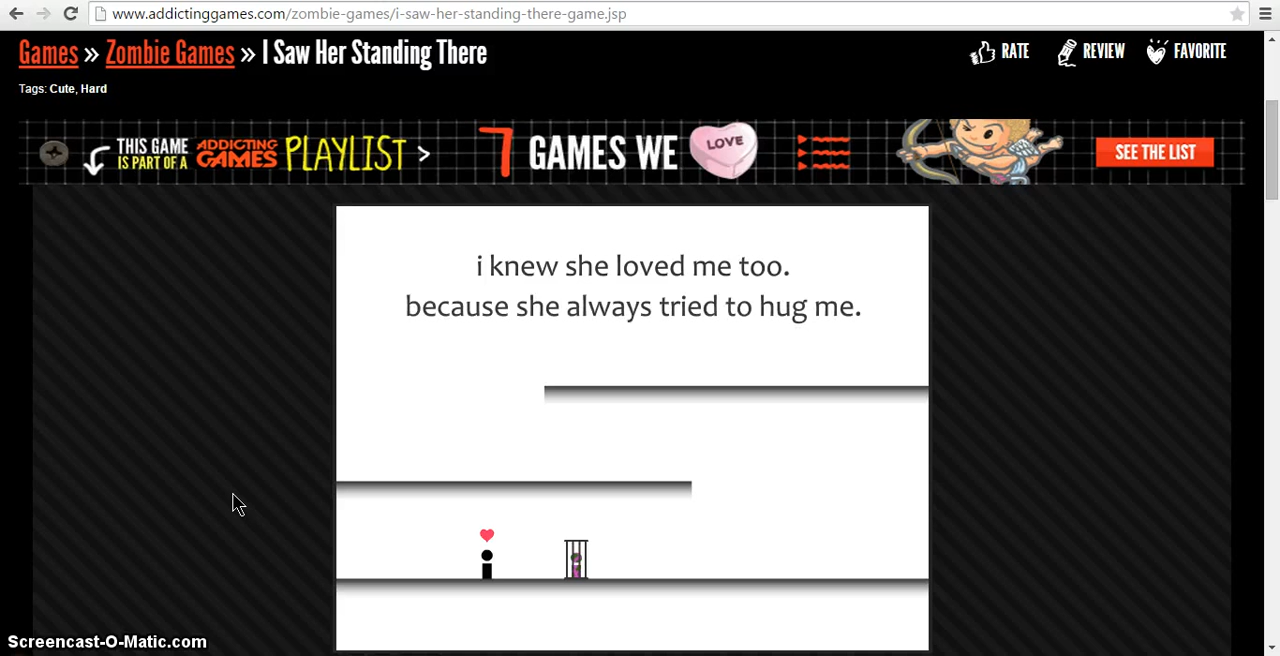 www.addictinggames.com/zombie-games/i-saw-her-standing-there-game.jsp
Games » Zombie Games » I Saw Her Standing There
RATE
REVIEW
FAVORITE
Tags: Cute, Hard
THIS GAME
IS PART OF A
ADDICTING
GAMES
PLAYLIST >
7 GAMES WE
LOVE
SEE THE LIST
i knew she loved me too.
because she always tried to hug me.
Screencast-O-Matic.com